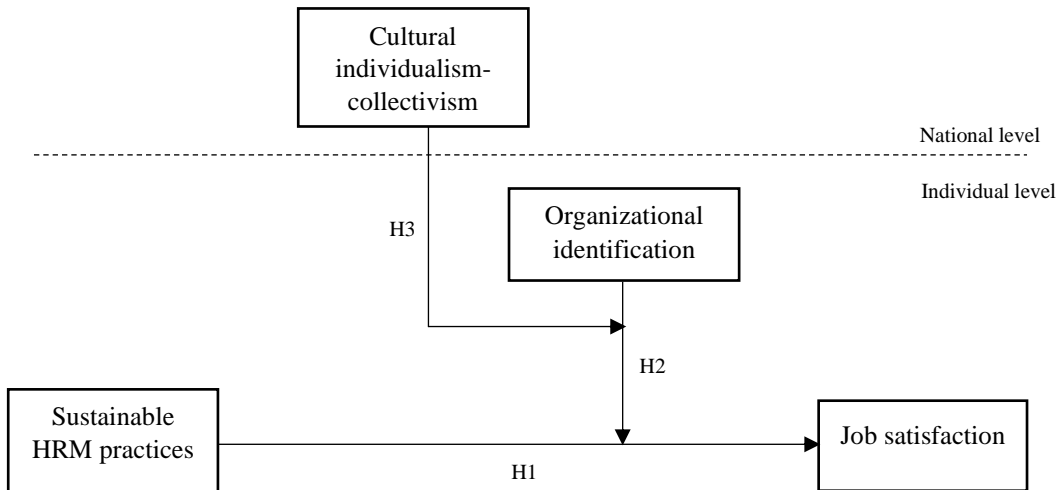 Cultural
individualism-
collectivism
National level
Individual level
Organizational
identification
H3
H2
Sustainable
HRM practices
Job satisfaction
H1